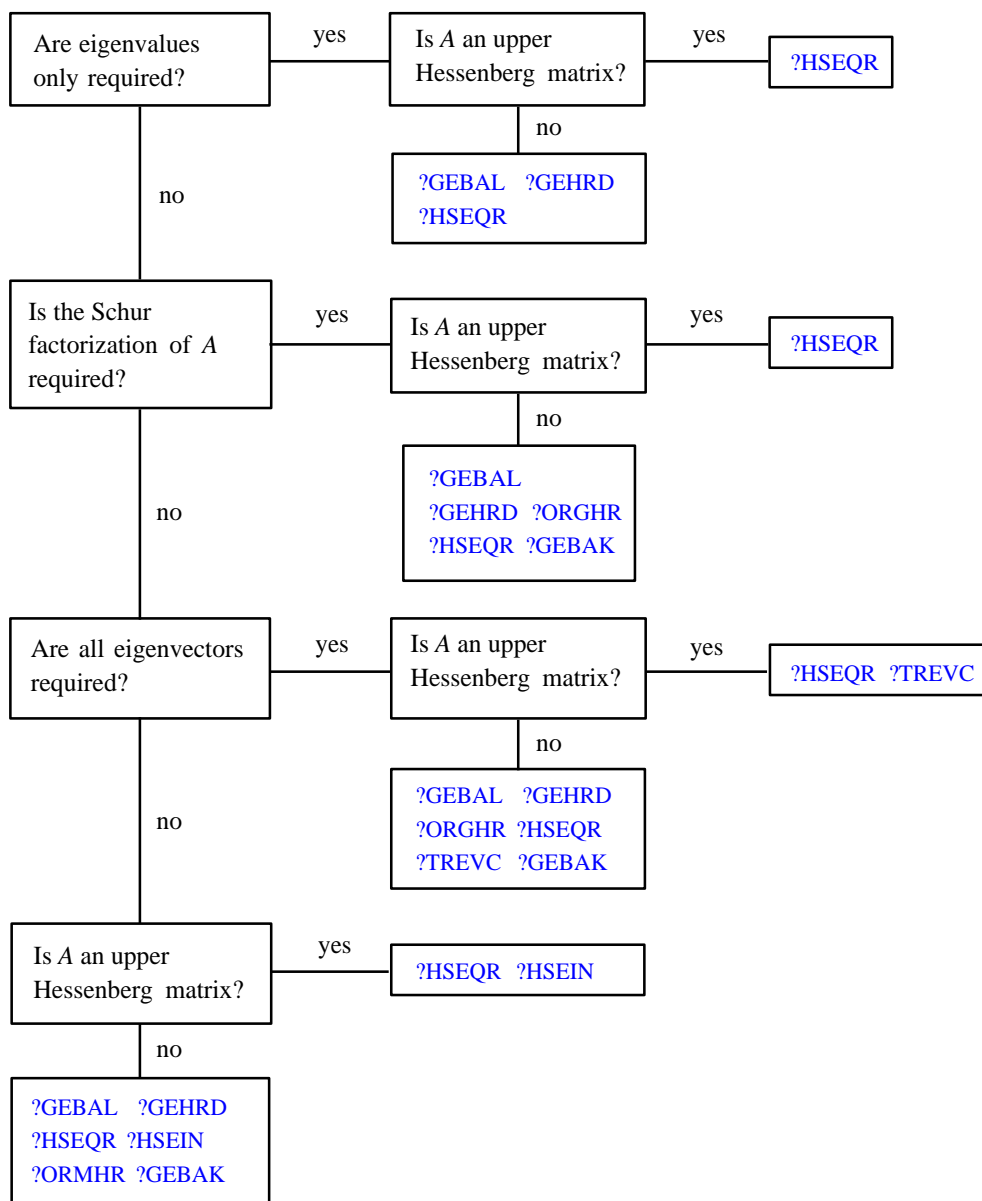 Are eigenvalues
only required?
yes
Is A an upper
Hessenberg matrix?
yes
?HSEQR
no
?GEBAL ?GEHRD
?HSEQR
no
Is the Schur
factorization of A
required?
yes
Is A an upper
Hessenberg matrix?
yes
?HSEQR
no
?GEBAL
?GEHRD ?ORGHR
?HSEQR ?GEBAK
no
Are all eigenvectors
required?
yes
Is A an upper
Hessenberg matrix?
yes
?HSEQR ?TREVC
no
?GEBAL ?GEHRD
?ORGHR ?HSEQR
?TREVC ?GEBAK
no
Is A an upper
Hessenberg matrix?
yes
?HSEQR ?HSEIN
no
?GEBAL ?GEHRD
?HSEQR ?HSEIN
?ORMHR ?GEBAK